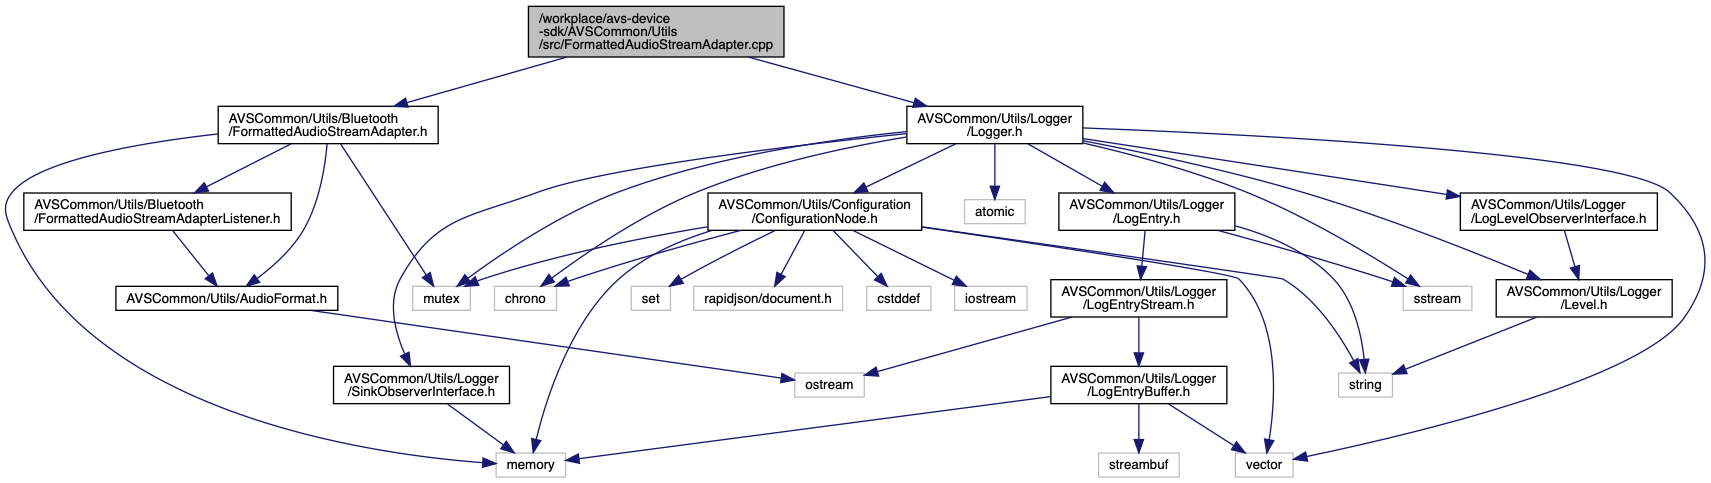 /workplace/avs-device
-sdk/AVSCommon/Utils
/src/FormattedAudioStreamAdapter.cpp
AVSCommon/Utils/Bluetooth
/FormattedAudioStreamAdapter.h
AVSCommon/Utils/Logger
/Logger.h
AVSCommon/Utils/Bluetooth
/FormattedAudioStreamAdapterListener.h
AVSCommon/Utils/Configuration
/ConfigurationNode.h
atomic
AVSCommon/Utils/Logger
/LogEntry.h
AVSCommon/Utils/Logger
/LogLevelObserverInterface.h
AVSCommon/Utils/AudioFormat.h
mutex
chrono
set
rapidjson/document.h
cstddef
iostream
AVSCommon/Utils/Logger
/LogEntryStream.h
sstream
AVSCommon/Utils/Logger
/Level.h
AVSCommon/Utils/Logger
/SinkObserverInterface.h
ostream
AVSCommon/Utils/Logger
/LogEntryBuffer.h
string
memory
streambuf
vector